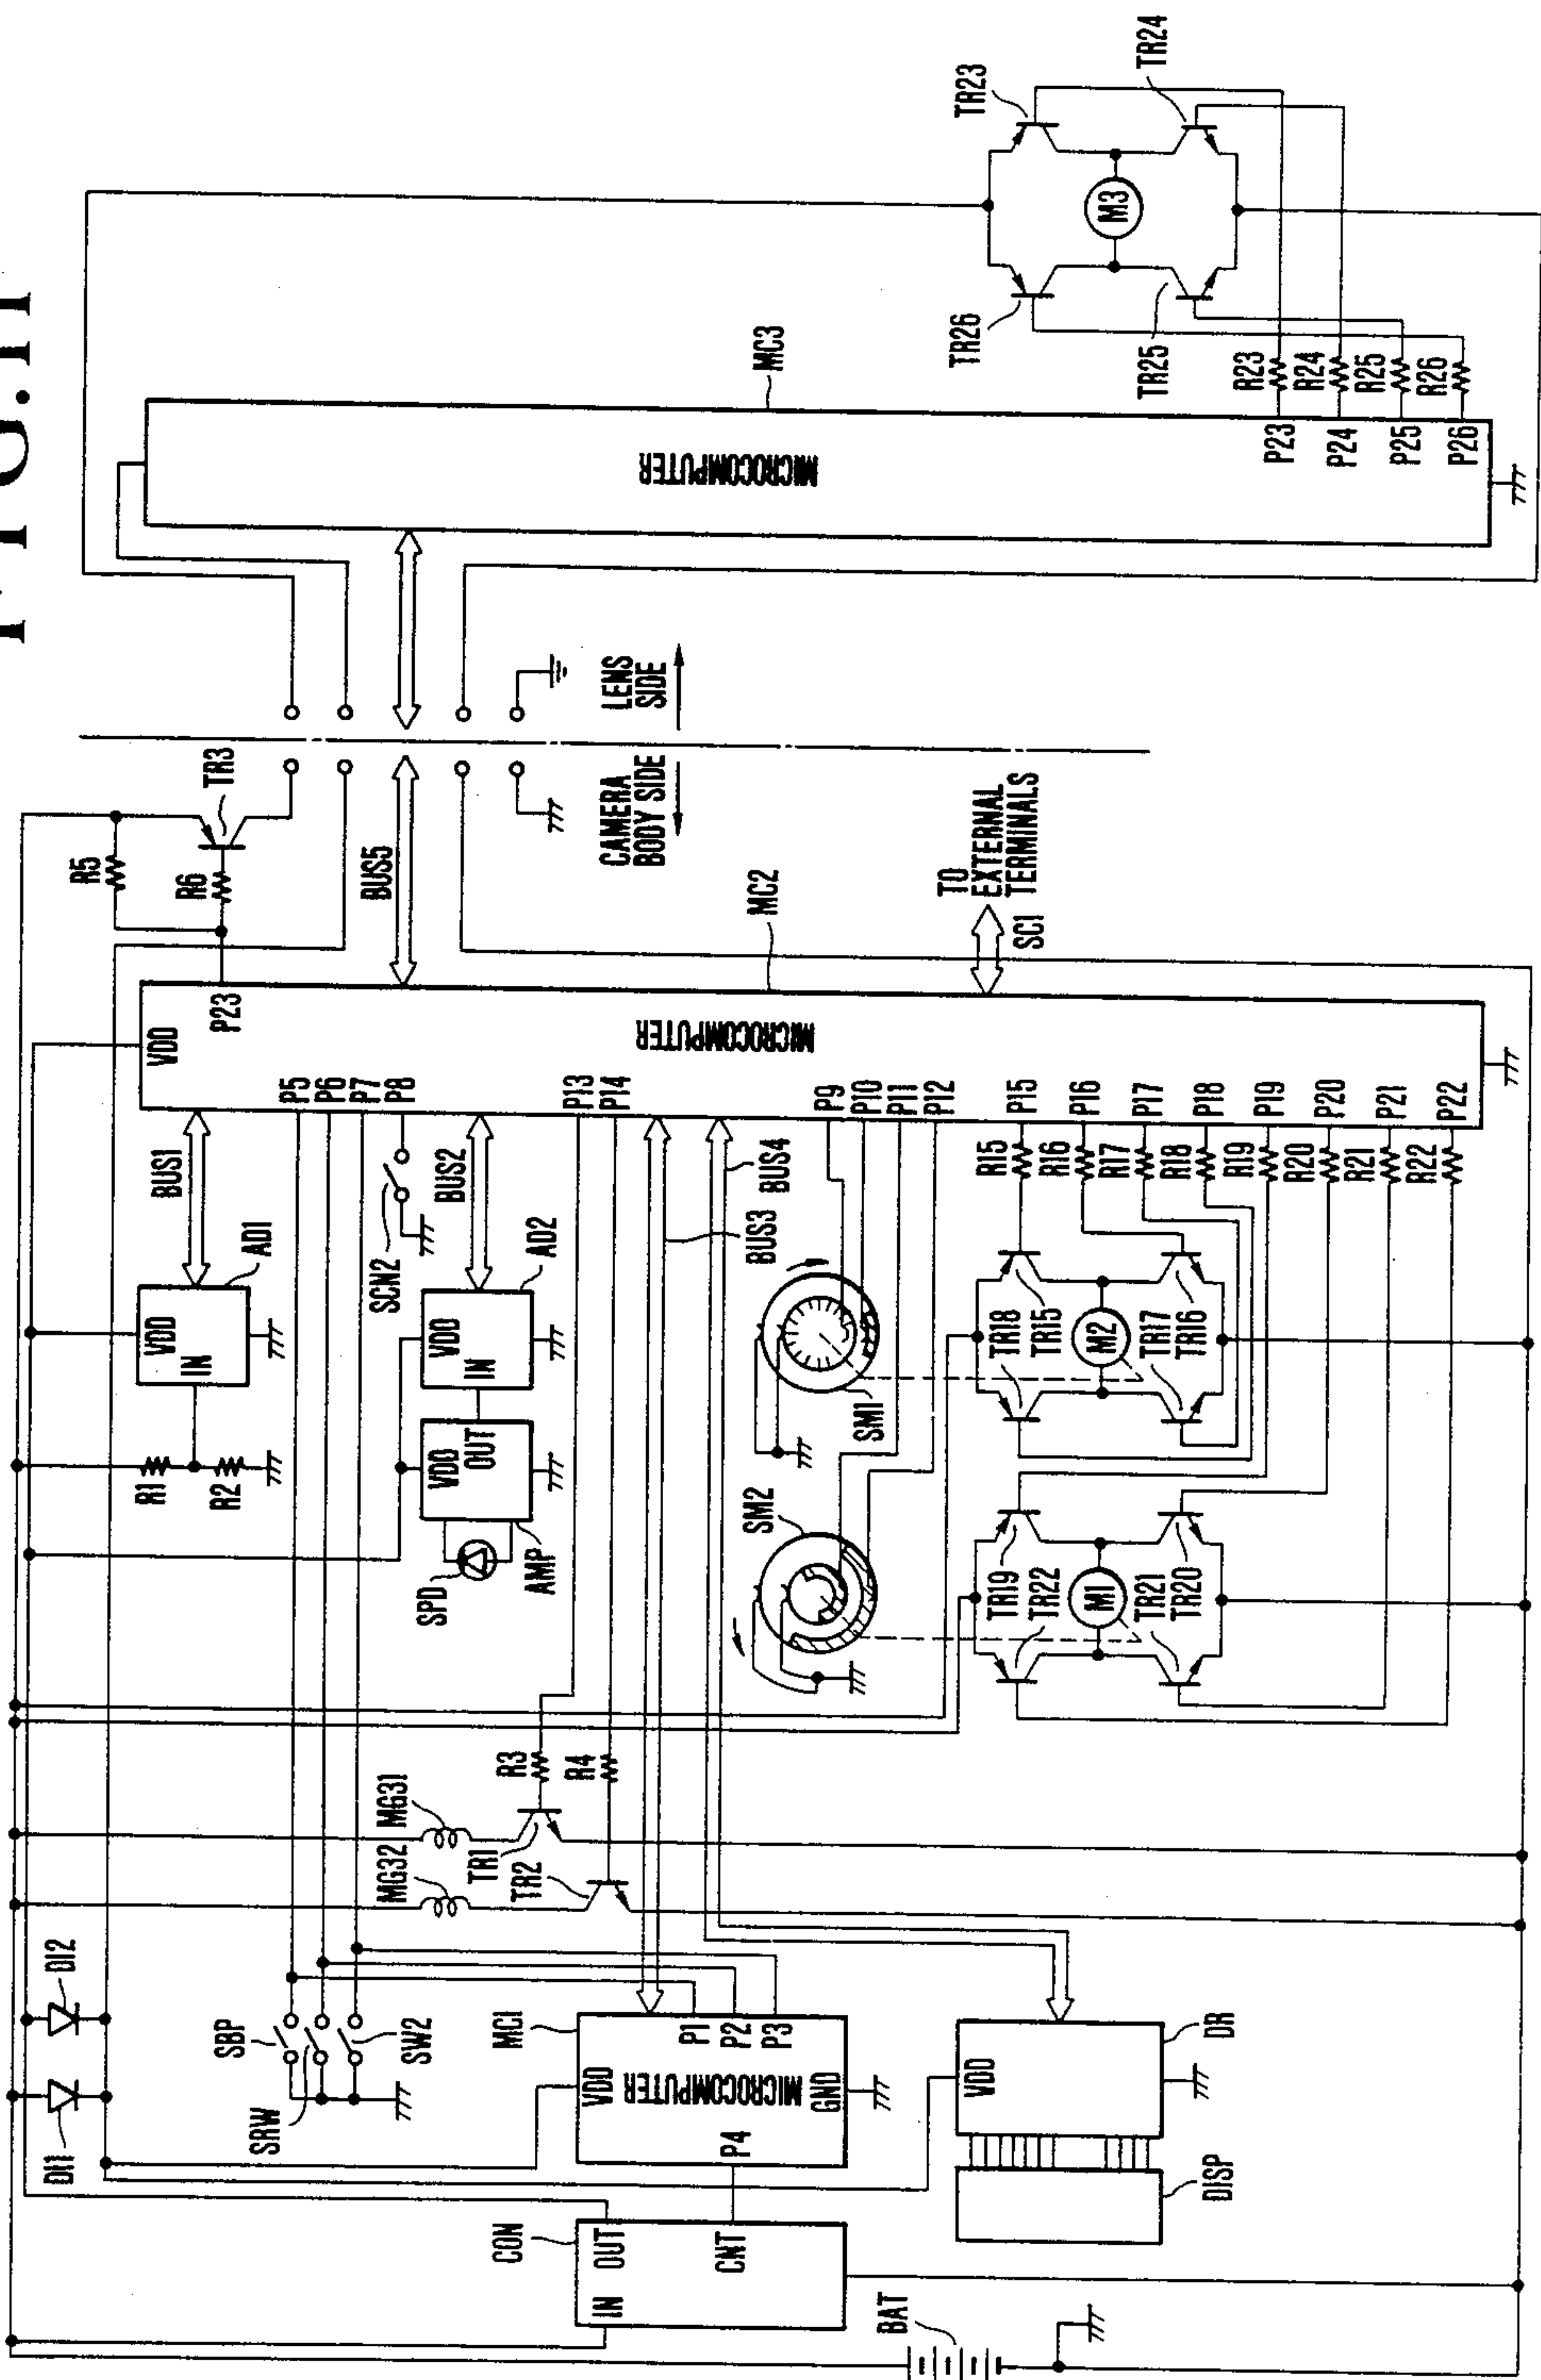 FIG.11
BAT
IN
OUT
CNT
CON
DI1
DI2
SBP
SRW
SW2
MC1
VDD
MICROCOMPUTER
P4
GND
P1
P2
P3
DISP
DR
VDD
MG32
MG31
TR1
TR2
R3
R4
R1
R2
VDD
IN
AD1
BUS1
SPD
AMP
VDD
OUT
VDD
IN
AD2
BUS2
SCN2
SM2
SM1
BUS3
BUS4
TR19
TR22
M1
TR21
TR20
TR18
TR15
M2
TR17
TR16
R15
R16
R17
R18
R19
R20
R21
R22
VDD
P23
P5
P6
P7
P8
P13
P14
P9
P10
P11
P12
P15
P16
P17
P18
P19
P20
P21
P22
MICROCOMPUTER
MC2
R5
R6
TR3
BUS5
TO
EXTERNAL
TERMINALS
SC1
CAMERA
BODY SIDE
LENS
SIDE
MICROCOMPUTER
MC3
P23
P24
P25
P26
R23
R24
R25
R26
TR26
TR25
M3
TR23
TR24